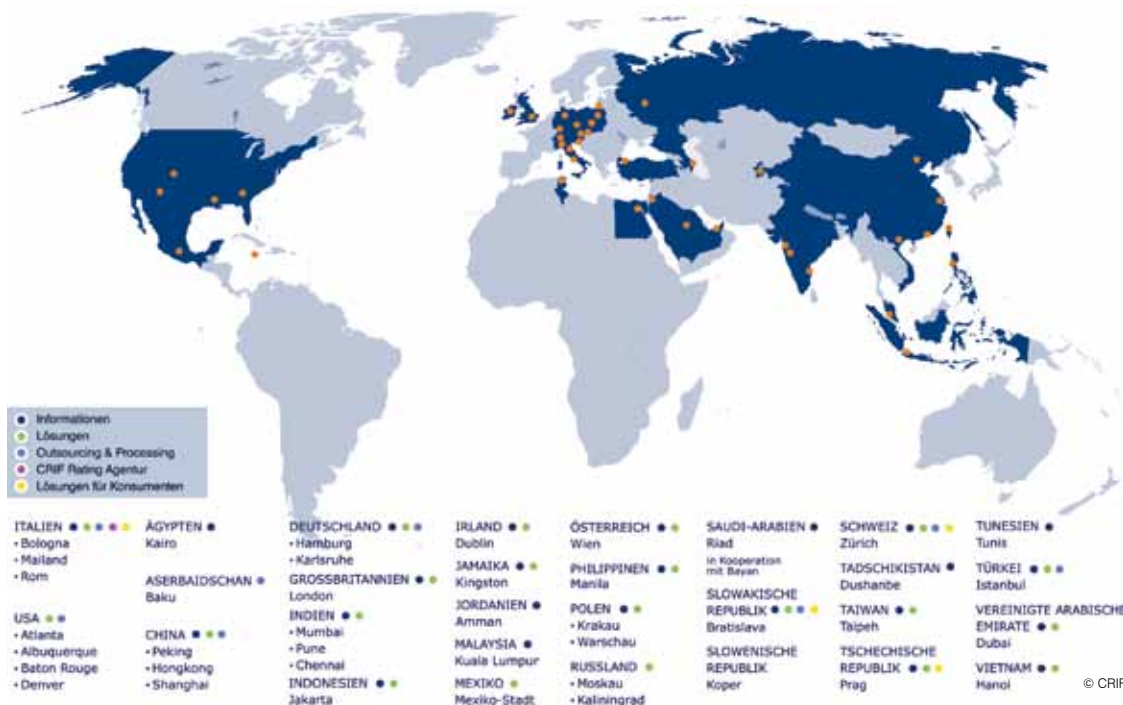 Informationen
Lösungen
Outsourcing & Processing
CRIF Rating Agentur
Lösungen für Konsumenten
ITALIEN
• Bologna
• Mailand
• Rom
USA
• Atlanta
• Albuquerque
• Baton Rouge
• Denver
ÄGYPTEN
Kairo
ASERBAIDSCHAN
Baku
CHINA
• Peking
• Hongkong
• Shanghai
DEUTSCHLAND
• Hamburg
• Karlsruhe
GROSSBRITANNIEN
London
INDIEN
• Mumbai
• Pune
• Chennai
INDONESIEN
Jakarta
IRLAND
Dublin
JAMAIKA
Kingston
JORDANIEN
Amman
MALAYSIA
Kuala Lumpur
MEXIKO
Mexiko-Stadt
ÖSTERREICH
Wien
PHILIPPINEN
Manila
POLEN
• Krakau
• Warschau
RUSSLAND
• Moskau
• Kaliningrad
SAUDI-ARABIEN
Riad
in Kooperation
mit Bayan
SLOWAKISCHE
REPUBLIK
Bratislava
SLOWENISCHE
REPUBLIK
Koper
SCHWEIZ
Zürich
TADSCHIKISTAN
Dushanbe
TAIWAN
Taipeh
TSCHECHISCHE
REPUBLIK
Prag
TUNESIEN
Tunis
TÜRKEI
Istanbul
VEREINIGTE ARABISCHE
EMIRATE
Dubai
VIETNAM
Hanoi
© CRIF